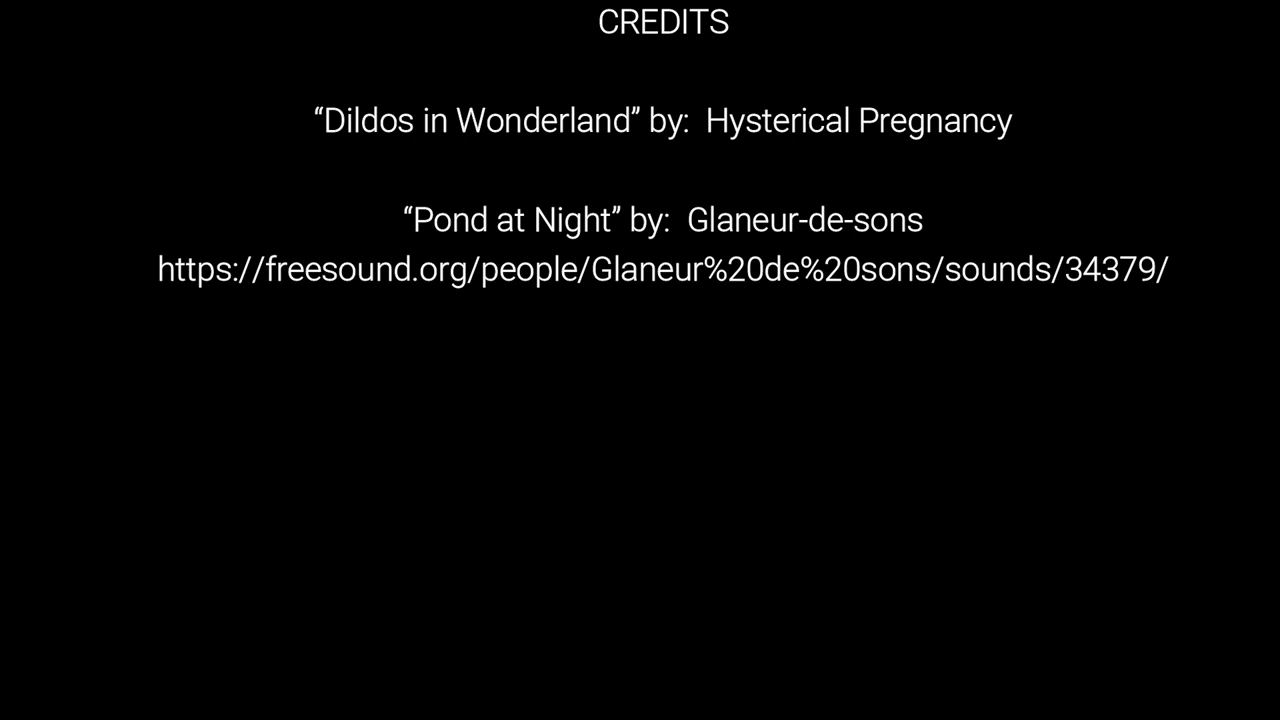 CREDITS
“Dildos in Wonderland” by:  Hysterical Pregnancy
“Pond at Night” by:  Glaneur-de-sons
https://freesound.org/people/Glaneur%20de%20sons/sounds/34379/